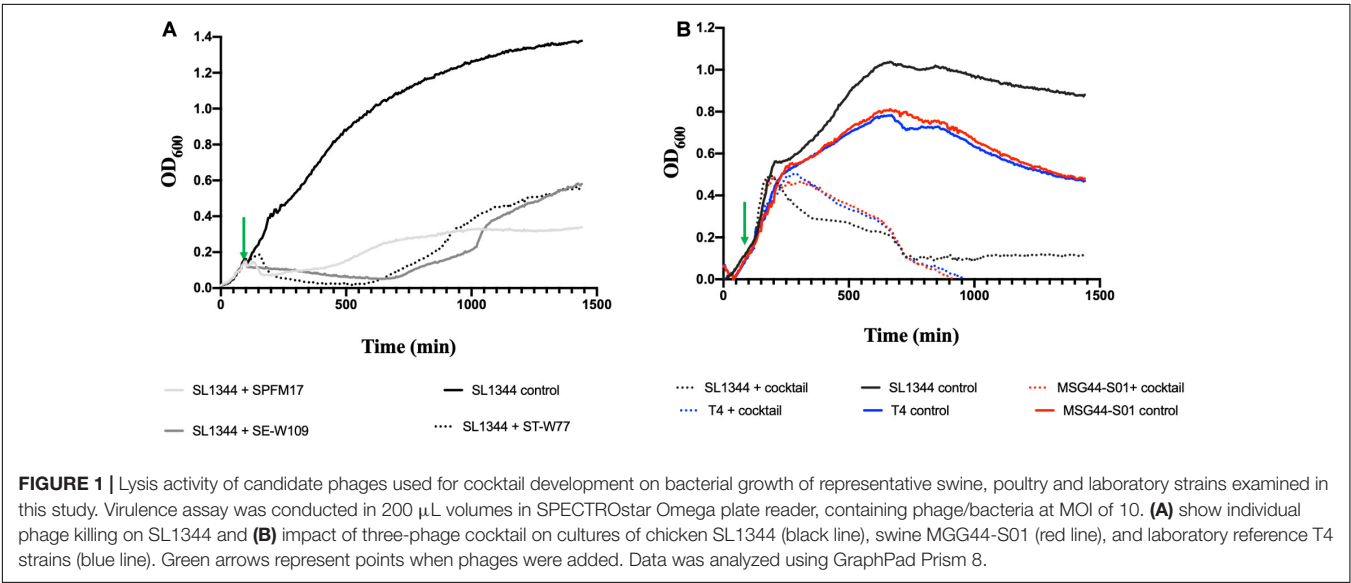 A
1.4
1.2
1.0
0.8
0.6
0.4
0.2
0.0
OD600
0
500
1000
1500
Time (min)
SL1344 + SPFM17
SL1344 control
SL1344 + SE-W109
SL1344 + ST-W77
B
1.2
1.0
0.8
0.6
0.4
0.2
0.0
OD600
0
500
1000
1500
Time (min)
SL1344 + cocktail
SL1344 control
MSG44-S01+ cocktail
T4 + cocktail
T4 control
MSG44-S01 control
FIGURE 1 | Lysis activity of candidate phages used for cocktail development on bacterial growth of representative swine, poultry and laboratory strains examined in
this study. Virulence assay was conducted in 200 μL volumes in SPECTROstar Omega plate reader, containing phage/bacteria at MOI of 10. (A) show individual
phage killing on SL1344 and (B) impact of three-phage cocktail on cultures of chicken SL1344 (black line), swine MGG44-S01 (red line), and laboratory reference T4
strains (blue line). Green arrows represent points when phages were added. Data was analyzed using GraphPad Prism 8.